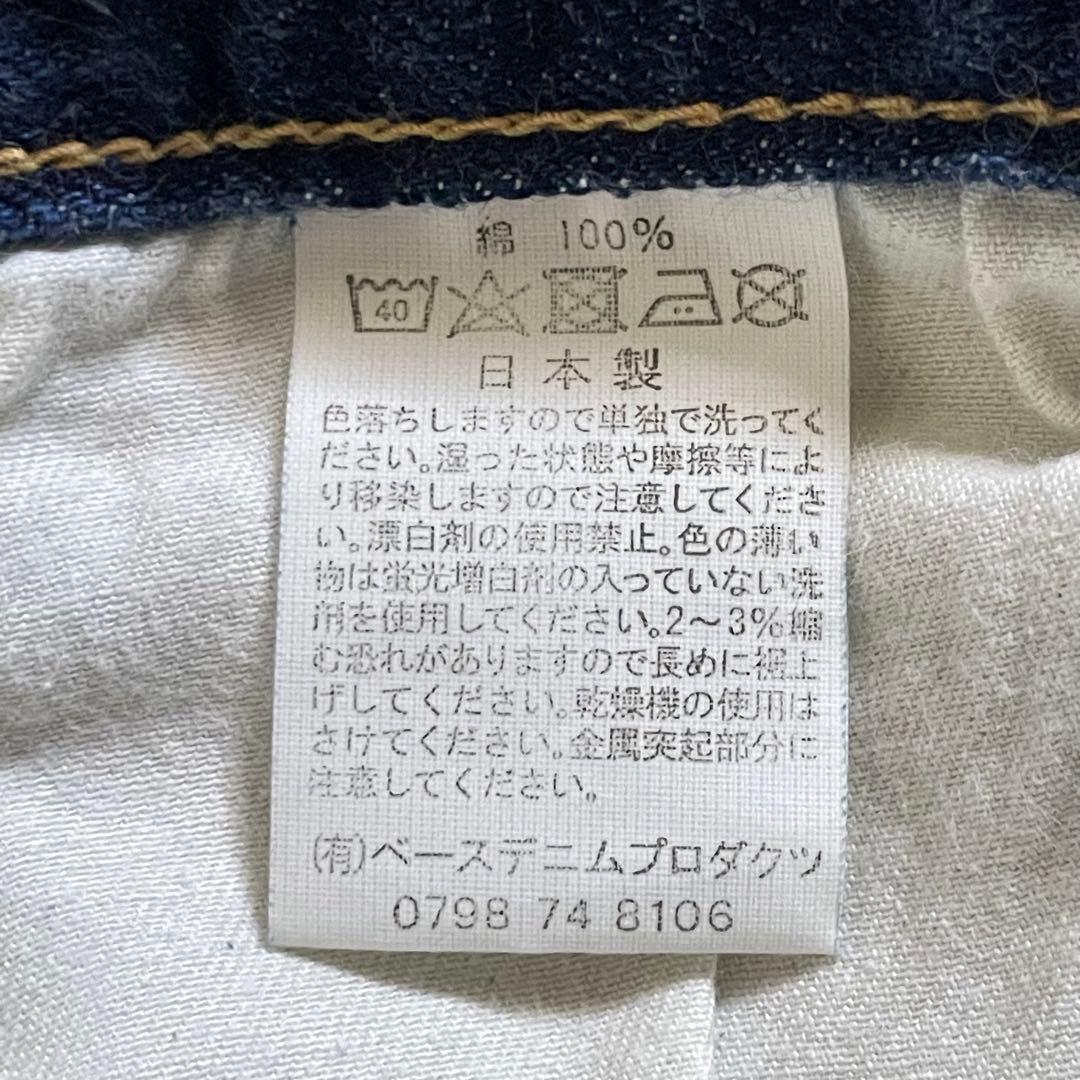 綿 100%
40
日本製
色落ちしますので単独で洗ってく
ださい。湿った状態や摩擦等によ
り移染しますので注意してくださ
い。漂白剤の使用禁止。色の薄い
物は蛍光増白剤の入っていない洗
剤を使用してください。2〜3%縮
む恐れがありますので長めに裾上
げしてください。乾燥機の使用は
さけてください。金属突起部分に
注意してください。
(有)ベースデニムプロダクツ
0798 74 8106